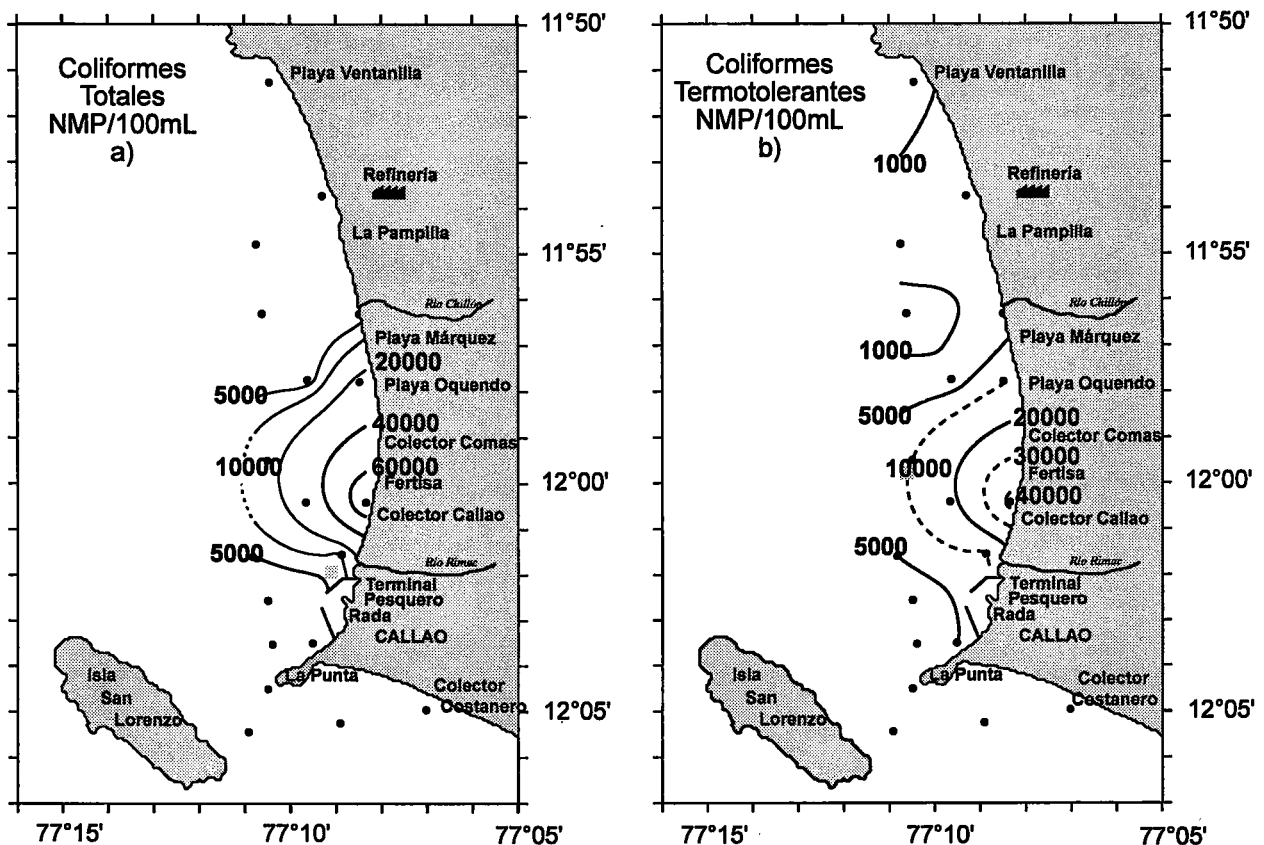 Coliformes
Totales
NMP/100mL
a)
Playa Ventanilla
Refinería
La Pampilla
Río Chillón
Playa Márquez
20000
5000
Playa Oquendo
40000
Colector Comas
10000
60000
Fertisa
Colector Callao
5000
Río Rimac
Terminal
Pesquero
Rada
CALLAO
La Punta
Isla
San
Lorenzo
Colector
Costanero
11°50'
11°55'
12°00'
12°05'
77°15'
77°10'
77°05'
Coliformes
Termotolerantes
NMP/100mL
b)
Playa Ventanilla
1000
Refinería
La Pampilla
Río Chillón
Playa Márquez
1000
Playa Oquendo
5000
20000
Colector Comas
10000
30000
Fertisa
40000
Colector Callao
5000
Río Rimac
Terminal
Pesquero
Rada
CALLAO
La Punta
Isla
San
Lorenzo
Colector
Costanero
11°50'
11°55'
12°00'
12°05'
77°15'
77°10'
77°05'